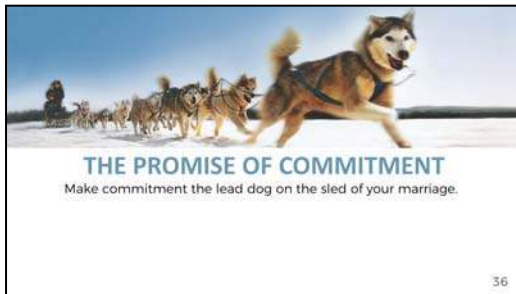 THE PROMISE OF COMMITMENT
Make commitment the lead dog on the sled of your marriage.
36